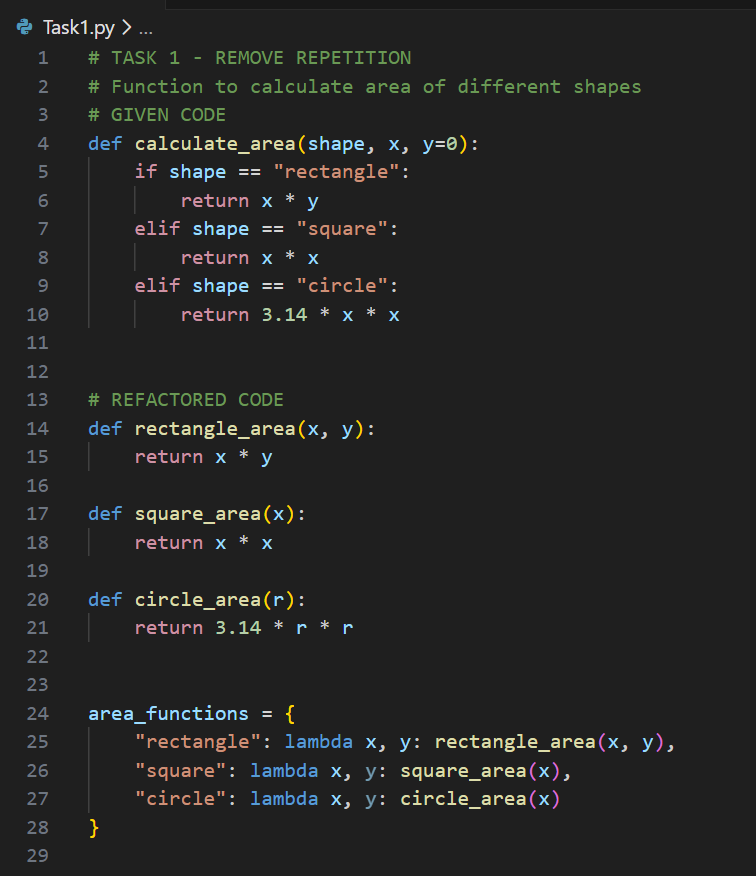 Task1.py > ...
1 # TASK 1 - REMOVE REPETITION
2 # Function to calculate area of different shapes
3 # GIVEN CODE
4 def calculate_area(shape, x, y=0):
5     if shape == "rectangle":
6         return x * y
7     elif shape == "square":
8         return x * x
9     elif shape == "circle":
10         return 3.14 * x * x
11
12
13 # REFACTORED CODE
14 def rectangle_area(x, y):
15     return x * y
16
17 def square_area(x):
18     return x * x
19
20 def circle_area(r):
21     return 3.14 * r * r
22
23
24 area_functions = {
25     "rectangle": lambda x, y: rectangle_area(x, y),
26     "square": lambda x, y: square_area(x),
27     "circle": lambda x, y: circle_area(x)
28 }
29